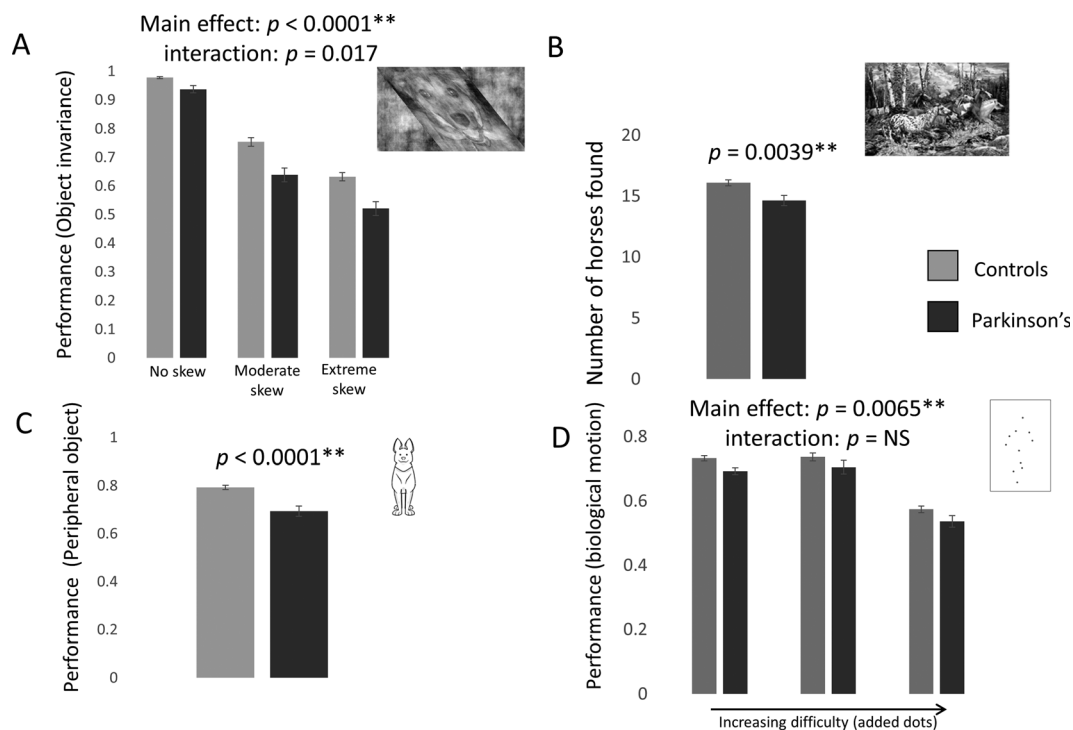 A
Main effect: p < 0.0001**
interaction: p = 0.017
Performance (Object invariance)
1
0.9
0.8
0.7
0.6
0.5
0.4
0.3
0.2
0.1
0
No skew
Moderate
skew
Extreme
skew
B
p = 0.0039**
Number of horses found
20
15
10
5
0
Controls
Parkinson's
C
p < 0.0001**
Performance (Peripheral object)
1
0.8
0.6
0.4
0.2
0
D
Main effect: p = 0.0065**
interaction: p = NS
Performance (biological motion)
0.8
0.6
0.4
0.2
0
Increasing difficulty (added dots)